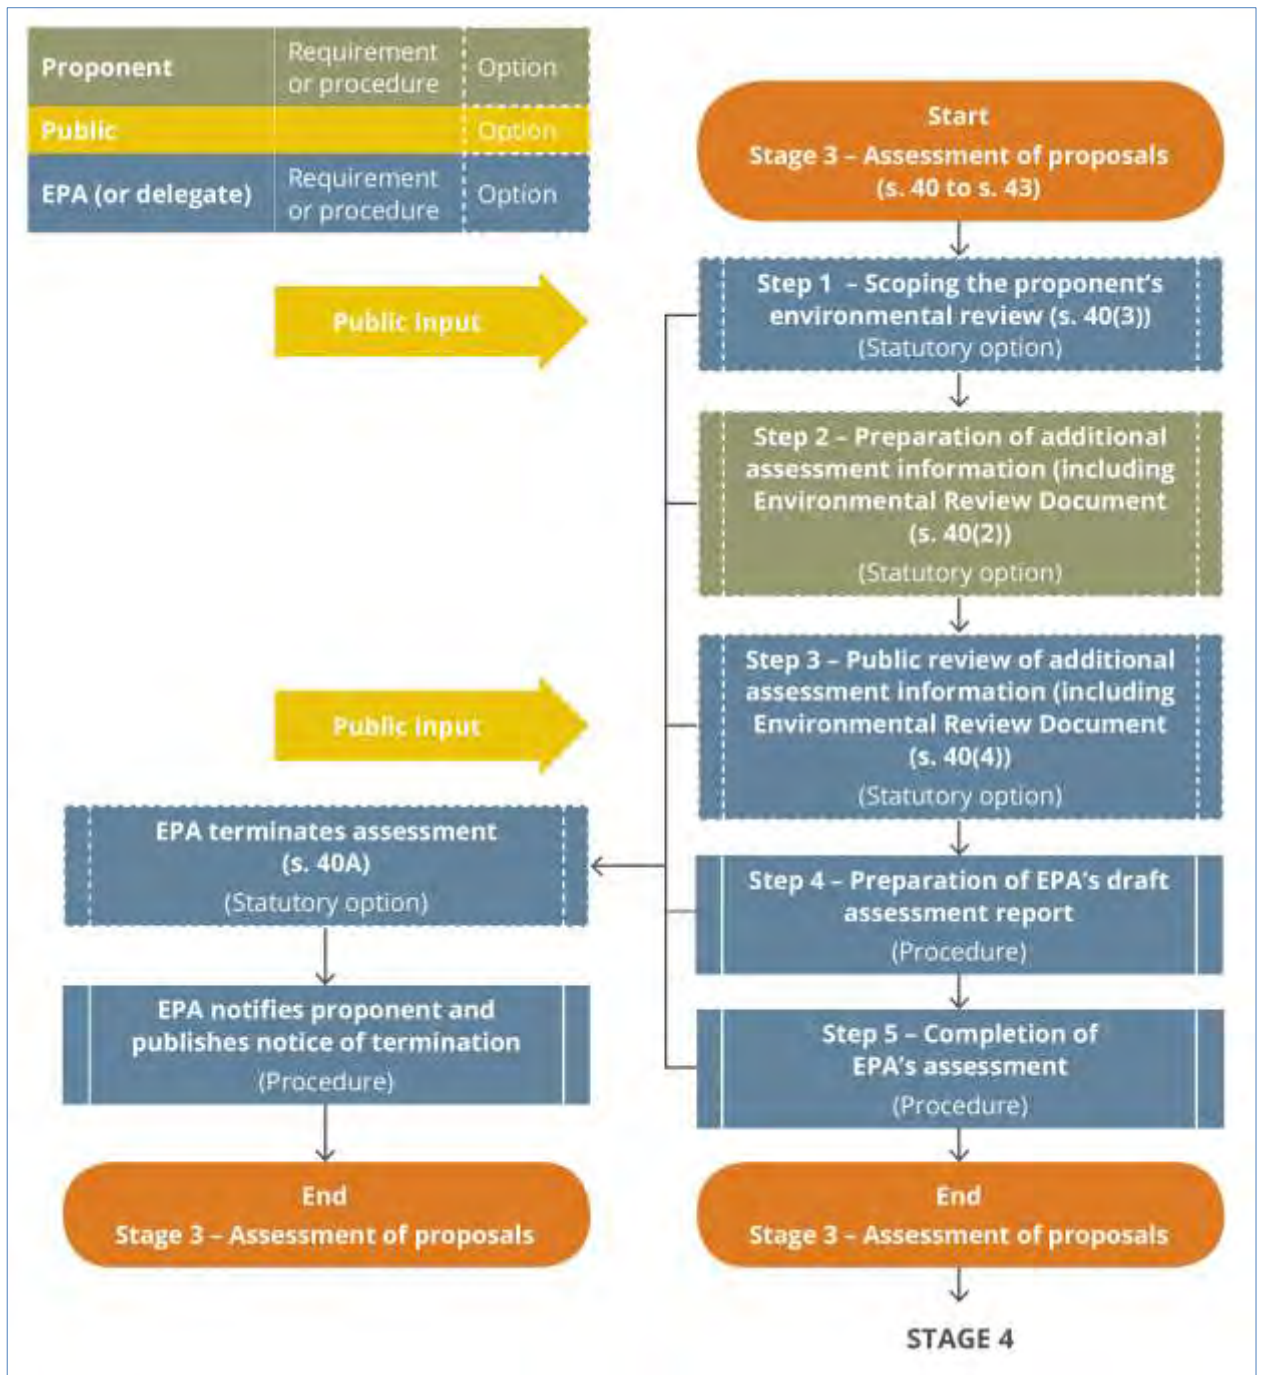 Proponent
Requirement
or procedure
Option
Public
Option
EPA (or delegate)
Requirement
or procedure
Option
Start
Stage 3 – Assessment of proposals
(s. 40 to s. 43)
Public input
Step 1 – Scoping the proponent's
environmental review (s. 40(3))
(Statutory option)
Step 2 – Preparation of additional
assessment information (including
Environmental Review Document
(s. 40(2))
(Statutory option)
Public input
Step 3 – Public review of additional
assessment information (including
Environmental Review Document
(s. 40(4))
(Statutory option)
EPA terminates assessment
(s. 40A)
(Statutory option)
Step 4 – Preparation of EPA's draft
assessment report
(Procedure)
EPA notifies proponent and
publishes notice of termination
(Procedure)
Step 5 – Completion of
EPA's assessment
(Procedure)
End
Stage 3 – Assessment of proposals
End
Stage 3 – Assessment of proposals
STAGE 4